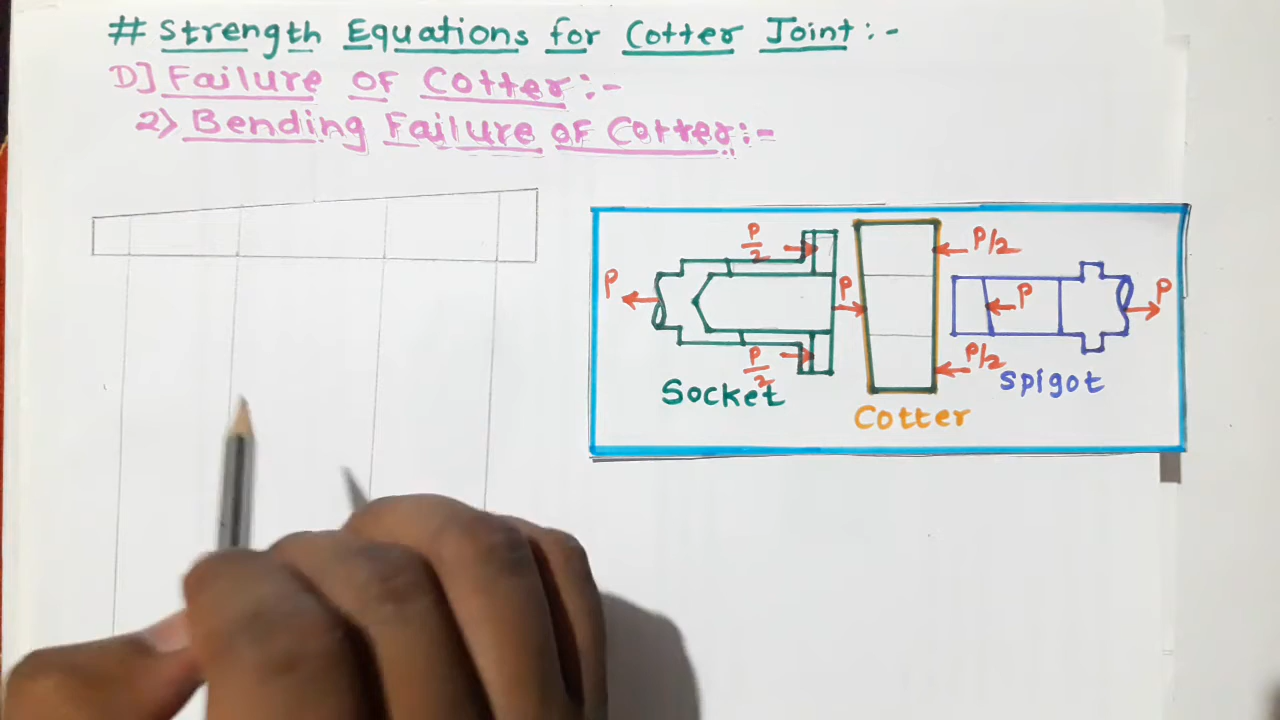 # Strength Equations for Cotter Joint:-
D] Failure of Cotter:-
2> Bending Failure of Cotter:-
P/2
P/2
P
P
P
P
P/2
P/2
Socket
Spigot
Cotter